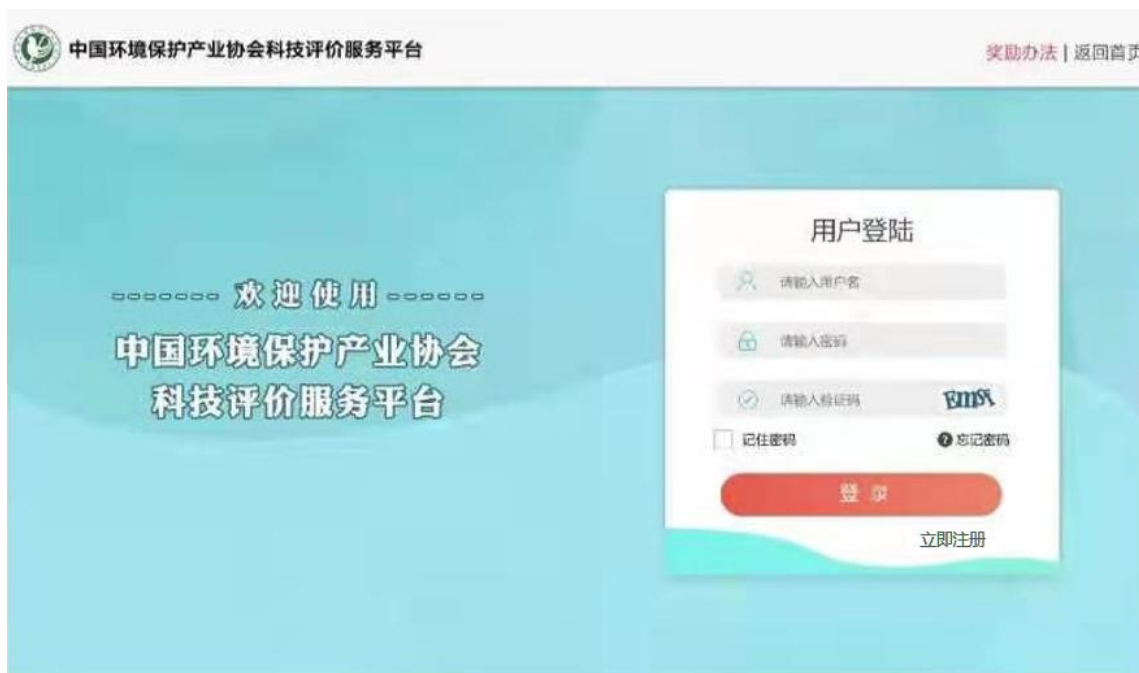 中国环境保护产业协会科技评价服务平台
奖励办法 | 返回首页
欢迎使用
中国环境保护产业协会
科技评价服务平台
用户登陆
请输入用户名
请输入密码
请输入验证码
记住密码
忘记密码
登录
立即注册